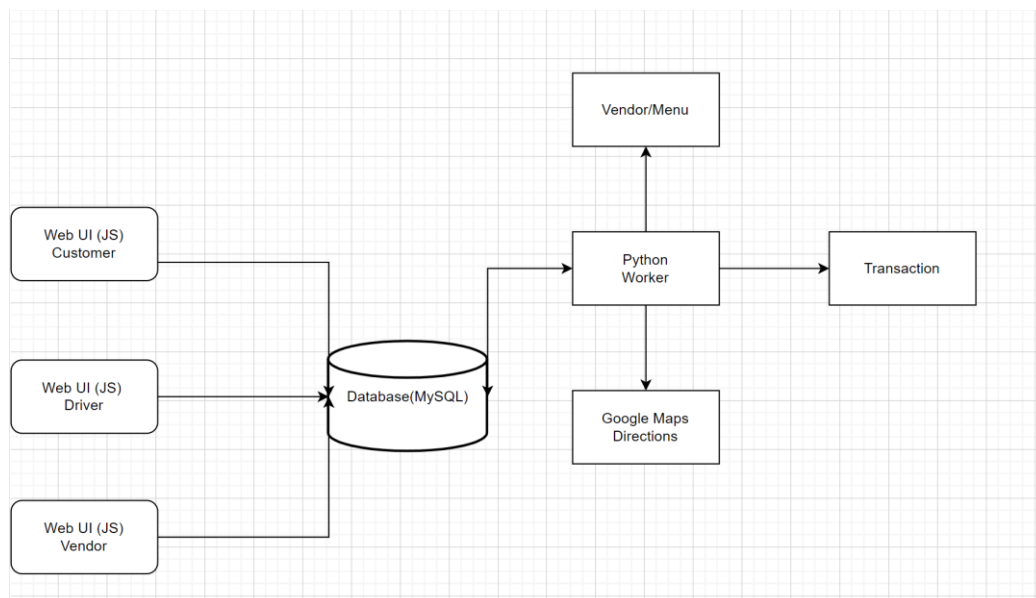 Vendor/Menu
Web UI (JS)
Customer
Python
Worker
Transaction
Web UI (JS)
Driver
Database(MySQL)
Google Maps
Directions
Web UI (JS)
Vendor